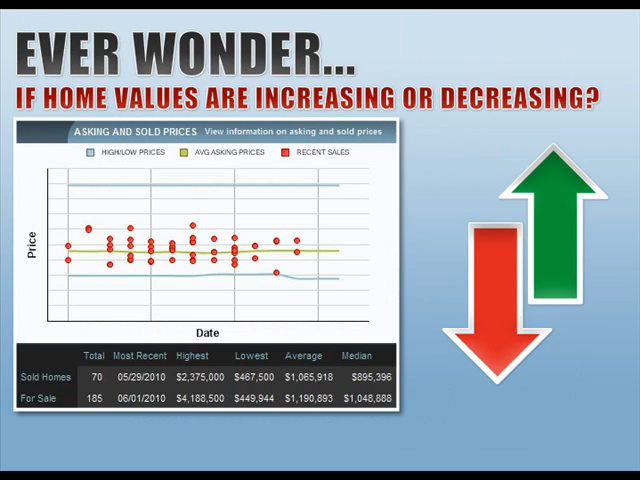 EVER WONDER...
IF HOME VALUES ARE INCREASING OR DECREASING?
ASKING AND SOLD PRICES View information on asking and sold prices
HIGH/LOW PRICES AVG ASKING PRICES RECENT SALES
Price
Date
Total Most Recent Highest Lowest Average Median
Sold Homes 70 05/29/2010 $2,375,000 $467,500 $1,065,918 $895,396
For Sale 185 06/01/2010 $4,188,500 $449,944 $1,190,893 $1,048,888